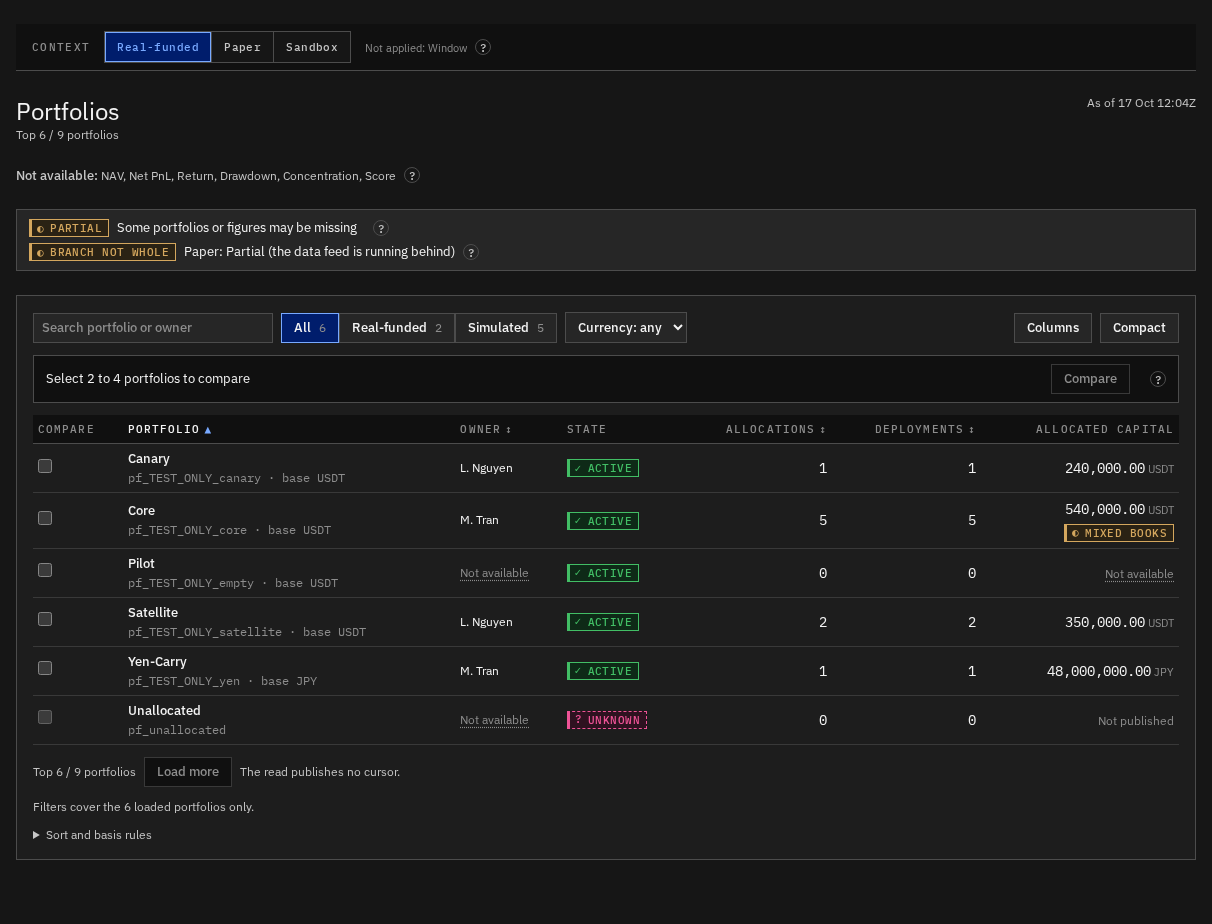 CONTEXT Real-funded Paper Sandbox Not applied: Window ?
Portfolios
As of 17 Oct 12:04Z
Top 6 / 9 portfolios
Not available: NAV, Net PnL, Return, Drawdown, Concentration, Score ?
◐ PARTIAL Some portfolios or figures may be missing ?
◐ BRANCH NOT WHOLE Paper: Partial (the data feed is running behind) ?
Search portfolio or owner All 6 Real-funded 2 Simulated 5 Currency: any Columns Compact
Select 2 to 4 portfolios to compare Compare ?
COMPARE PORTFOLIO ▲ OWNER ↕ STATE ALLOCATIONS ↕ DEPLOYMENTS ↕ ALLOCATED CAPITAL
Canary
pf_TEST_ONLY_canary · base USDT
L. Nguyen ✓ ACTIVE 1 1 240,000.00 USDT
Core
pf_TEST_ONLY_core · base USDT
M. Tran ✓ ACTIVE 5 5 540,000.00 USDT
◐ MIXED BOOKS
Pilot
pf_TEST_ONLY_empty · base USDT
Not available ✓ ACTIVE 0 0 Not available
Satellite
pf_TEST_ONLY_satellite · base USDT
L. Nguyen ✓ ACTIVE 2 2 350,000.00 USDT
Yen-Carry
pf_TEST_ONLY_yen · base JPY
M. Tran ✓ ACTIVE 1 1 48,000,000.00 JPY
Unallocated
pf_unallocated
Not available ? UNKNOWN 0 0 Not published
Top 6 / 9 portfolios Load more The read publishes no cursor.
Filters cover the 6 loaded portfolios only.
▶ Sort and basis rules